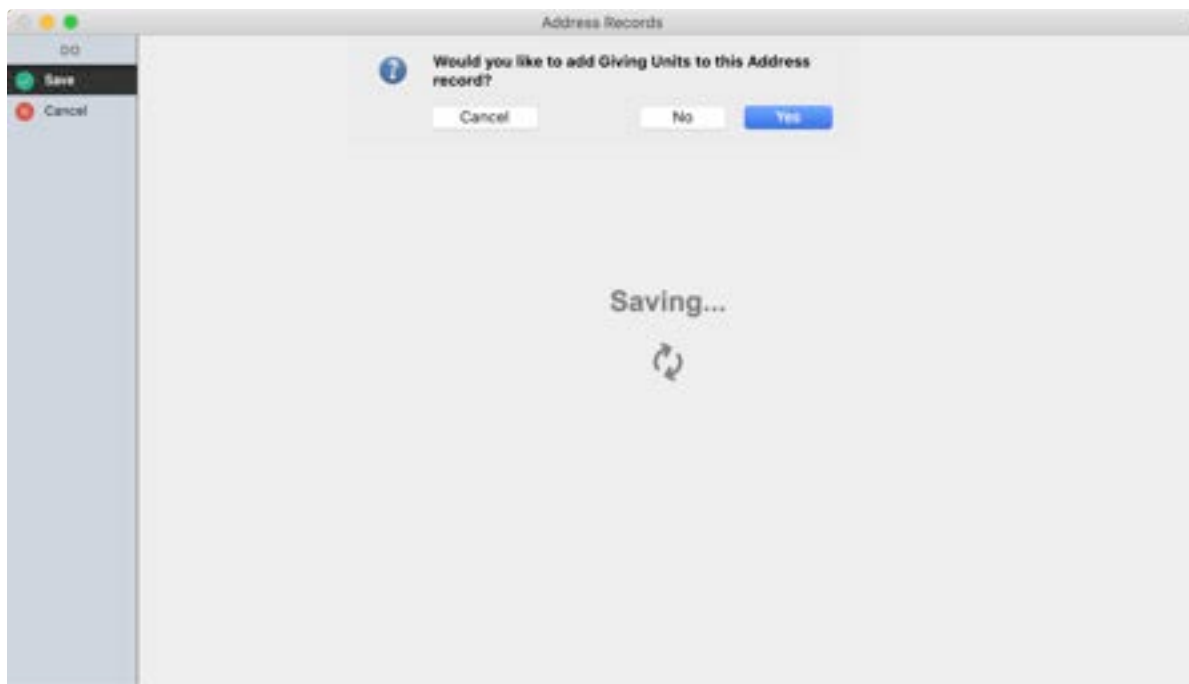 Address Records
DO
Save
Cancel
Would you like to add Giving Units to this Address
record?
Cancel
No
Yes
Saving...